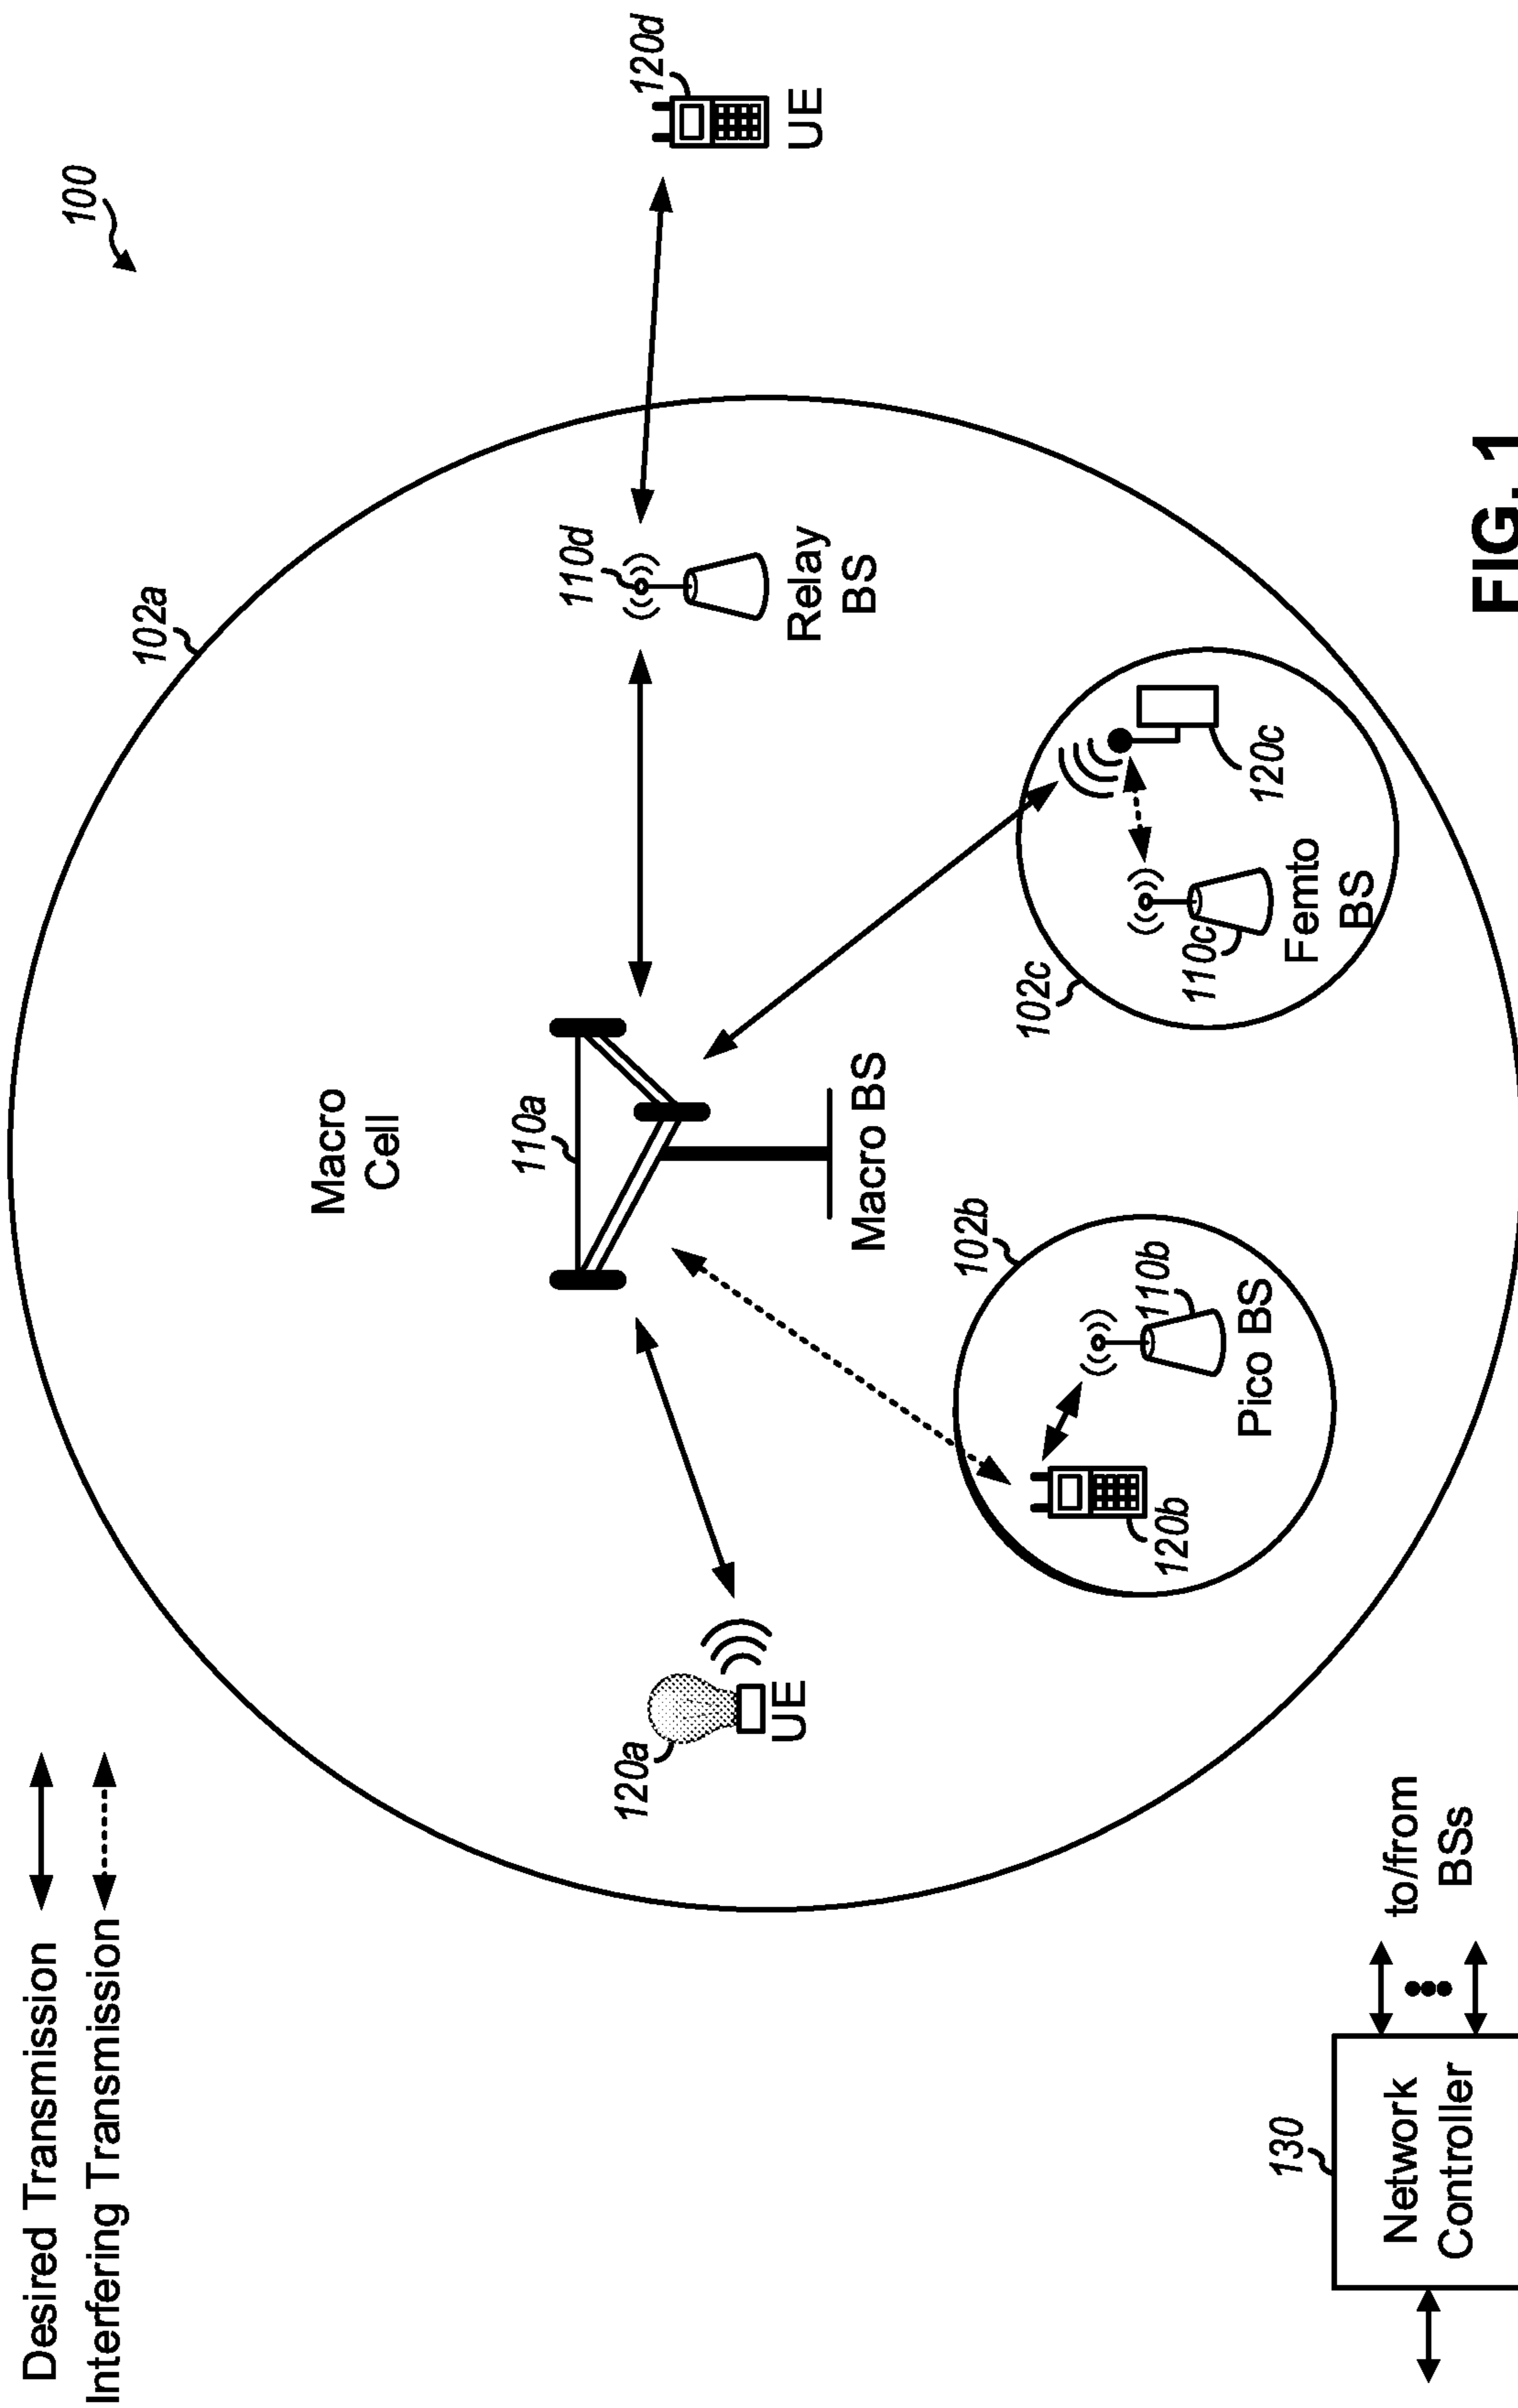 100
Desired Transmission
Interfering Transmission
102a
Macro
Cell
110a
110d
120d
120a
UE
Macro BS
Relay
BS
UE
102b
102c
120b
110b
Pico BS
110c
Femto
BS
120c
130
Network
Controller
to/from
BSs
FIG. 1